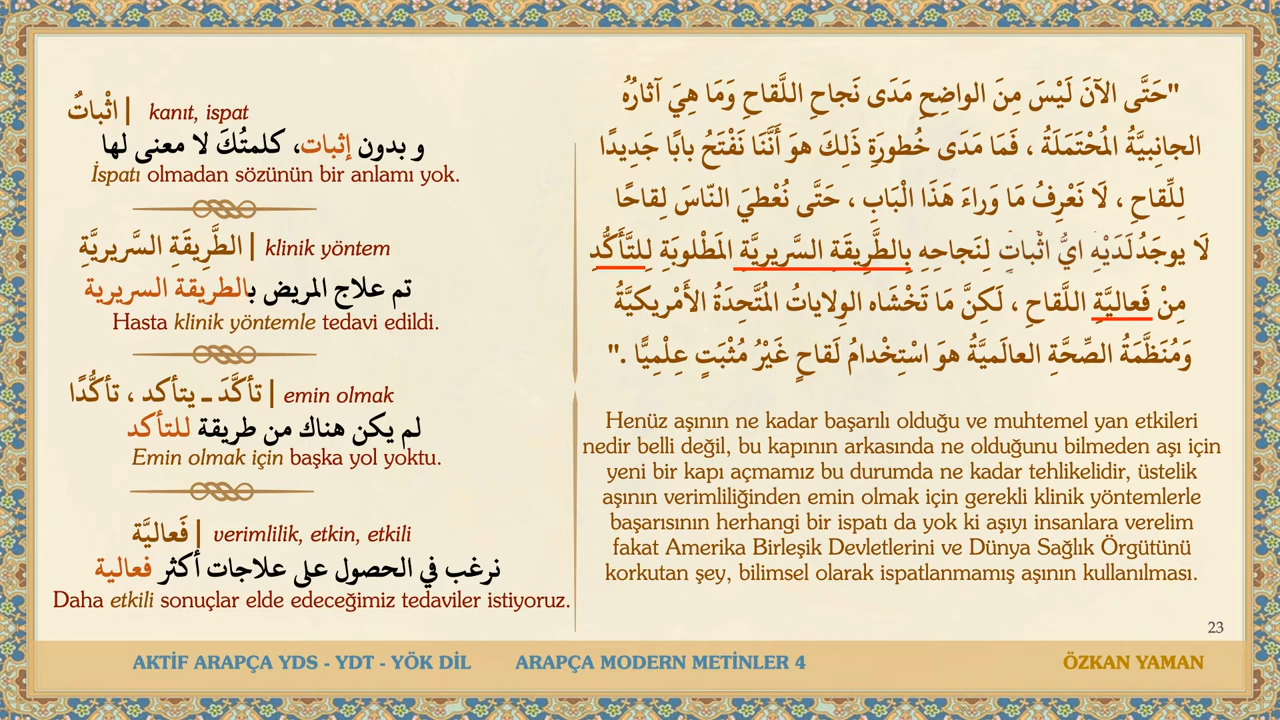 اثْباتٌ | kanıt, ispat
و بدون إثبات، كلمتُكَ لا معنى لها
İspatı olmadan sözünün bir anlamı yok.
الطَّرِيقَةِ السَّرِيرِيَّةِ | klinik yöntem
تم علاج المريض بالطريقة السريرية
Hasta klinik yöntemle tedavi edildi.
تأكَّدَ ـ يتأكد ، تأكُّدًا | emin olmak
لم يكن هناك من طريقة للتأكد
Emin olmak için başka yol yoktu.
فَعاليَّة | verimlilik, etkin, etkili
نرغب في الحصول على علاجات أكثر فعالية
Daha etkili sonuçlar elde edeceğimiz tedaviler istiyoruz.
"حَتَّى الآنَ لَيْسَ مِنَ الواضِحِ مَدَى نَجاحِ اللَّقاحِ وَمَا هِيَ آثارُهُ
الجانِبِيَّةُ المُحْتَمَلَةُ ، فَمَا مَدَى خُطورَةِ ذَلِكَ هوَ أَنَّنَا نَفْتَحُ بابًا جَدِيدًا
لِلِّقاحِ ، لَا نَعْرِفُ مَا وَراءَ هَذَا الْبَابِ ، حَتَّى نُعْطيَ النّاسَ لِقاحًا
لَا يوجَدُ لَدَيْهِ ايُّ اثْباتٍ لِنَجاحِهِ بِالطَّرِيقَةِ السَّرِيرِيَّةِ المَطْلوبَةِ لِلتَّأَكُّدِ
مِنْ فَعاليَّةِ اللَّقاحِ ، لَكِنَّ مَا تَخْشَاه الوِلاياتُ المُتَّحِدَةُ الأَمْريكيَّةُ
وَمُنَظَّمَةُ الصِّحَّةِ العالَميَّةُ هوَ اسْتِخْدامُ لَقاحٍ غَيْرُ مُثْبَتٍ عِلْمِيًّا ."
Henüz aşının ne kadar başarılı olduğu ve muhtemel yan etkileri
nedir belli değil, bu kapının arkasında ne olduğunu bilmeden aşı için
yeni bir kapı açmamız bu durumda ne kadar tehlikelidir, üstelik
aşının verimliliğinden emin olmak için gerekli klinik yöntemlerle
başarısının herhangi bir ispatı da yok ki aşıyı insanlara verelim
fakat Amerika Birleşik Devletlerini ve Dünya Sağlık Örgütünü
korkutan şey, bilimsel olarak ispatlanmamış aşının kullanılması.
23
AKTİF ARAPÇA YDS - YDT - YÖK DİL ARAPÇA MODERN METİNLER 4 ÖZKAN YAMAN